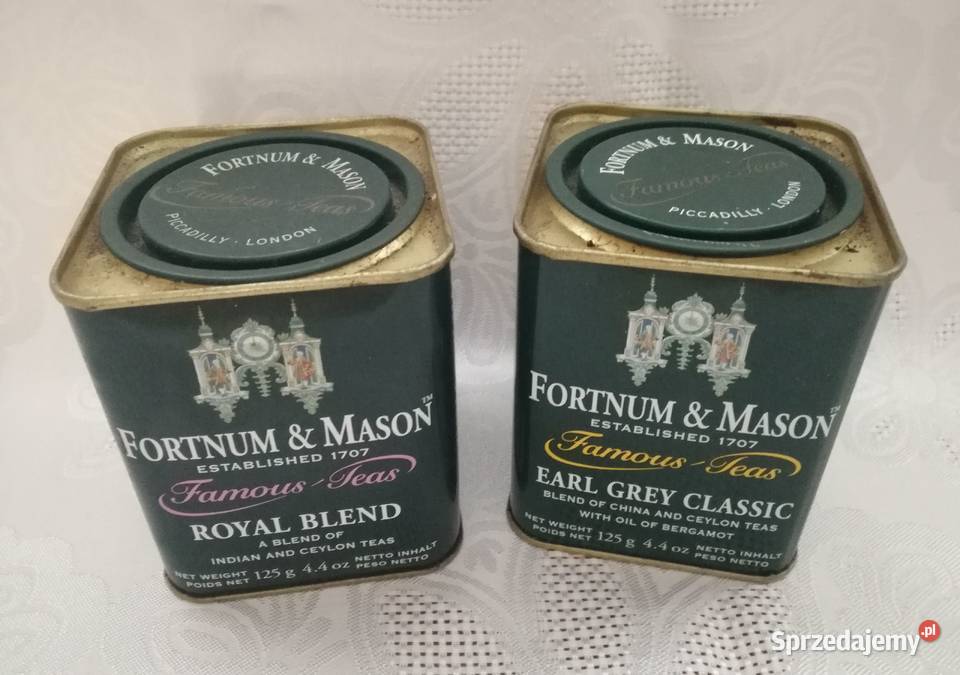 FORTNUM & MASON
Famous Teas
PICCADILLY · LONDON
FORTNUM & MASON™
ESTABLISHED 1707
Famous Teas
ROYAL BLEND
A BLEND OF
INDIAN AND CEYLON TEAS
NET WEIGHT 125 g 4.4 oz NETTO INHALT
POIDS NET PESO NETTO
FORTNUM & MASON
Famous Teas
PICCADILLY · LONDON
FORTNUM & MASON™
ESTABLISHED 1707
Famous Teas
EARL GREY CLASSIC
BLEND OF CHINA AND CEYLON TEAS
WITH OIL OF BERGAMOT
NET WEIGHT 125 g 4.4 oz NETTO INHALT
POIDS NET PESO NETTO
Sprzedajemy.pl